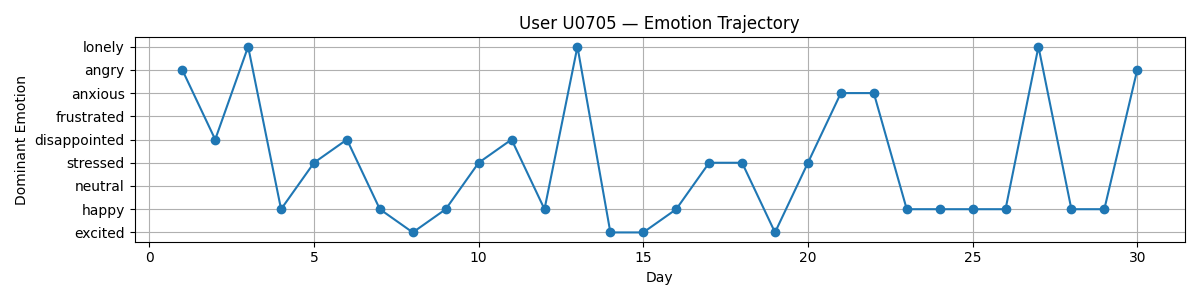 User U0705 — Emotion Trajectory
Dominant Emotion
lonely
angry
anxious
frustrated
disappointed
stressed
neutral
happy
excited
0 5 10 15 20 25 30
Day